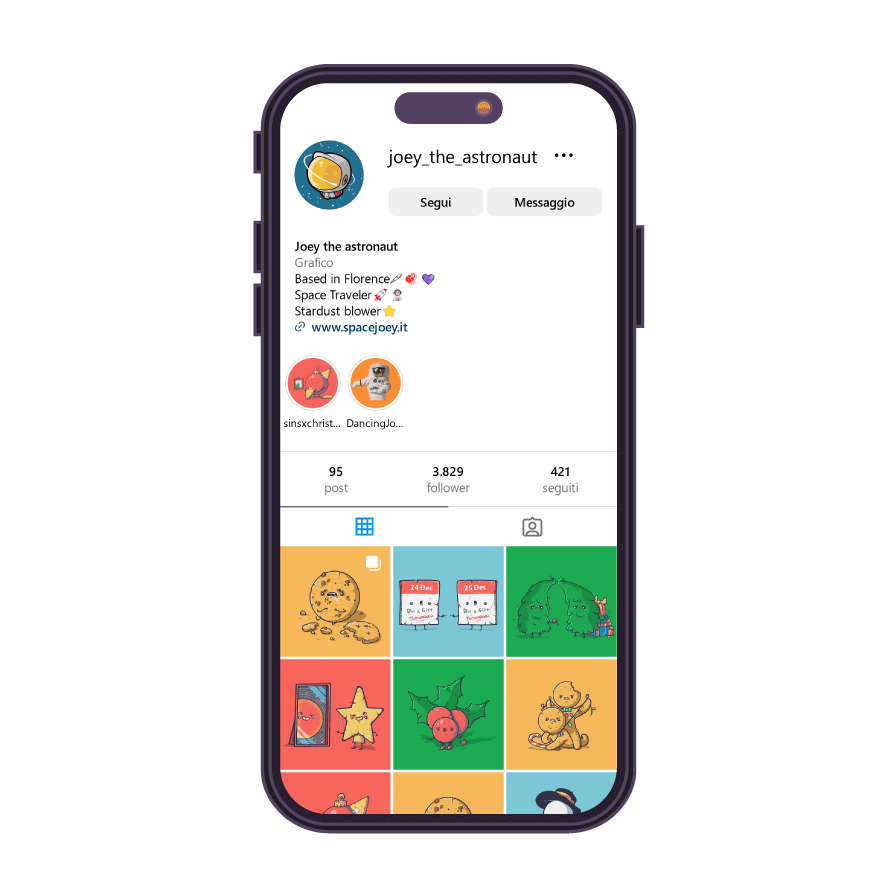 joey_the_astronaut
Segui
Messaggio
Joey the astronaut
Grafico
Based in Florence
Space Traveler
Stardust blower
www.spacejoey.it
sinsxchrist...
DancingJo...
95
3.829
421
post
follower
seguiti
24 Dec
25 Dec